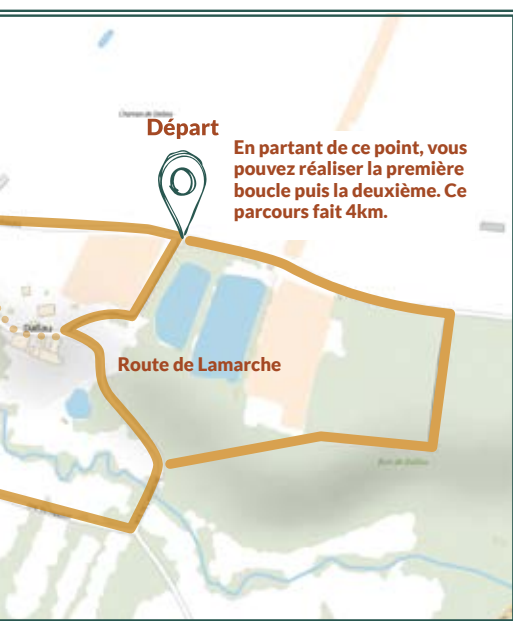 Départ
En partant de ce point, vous
pouvez réaliser la première
boucle puis la deuxième. Ce
parcours fait 4km.
Dallau
Route de Lamarche